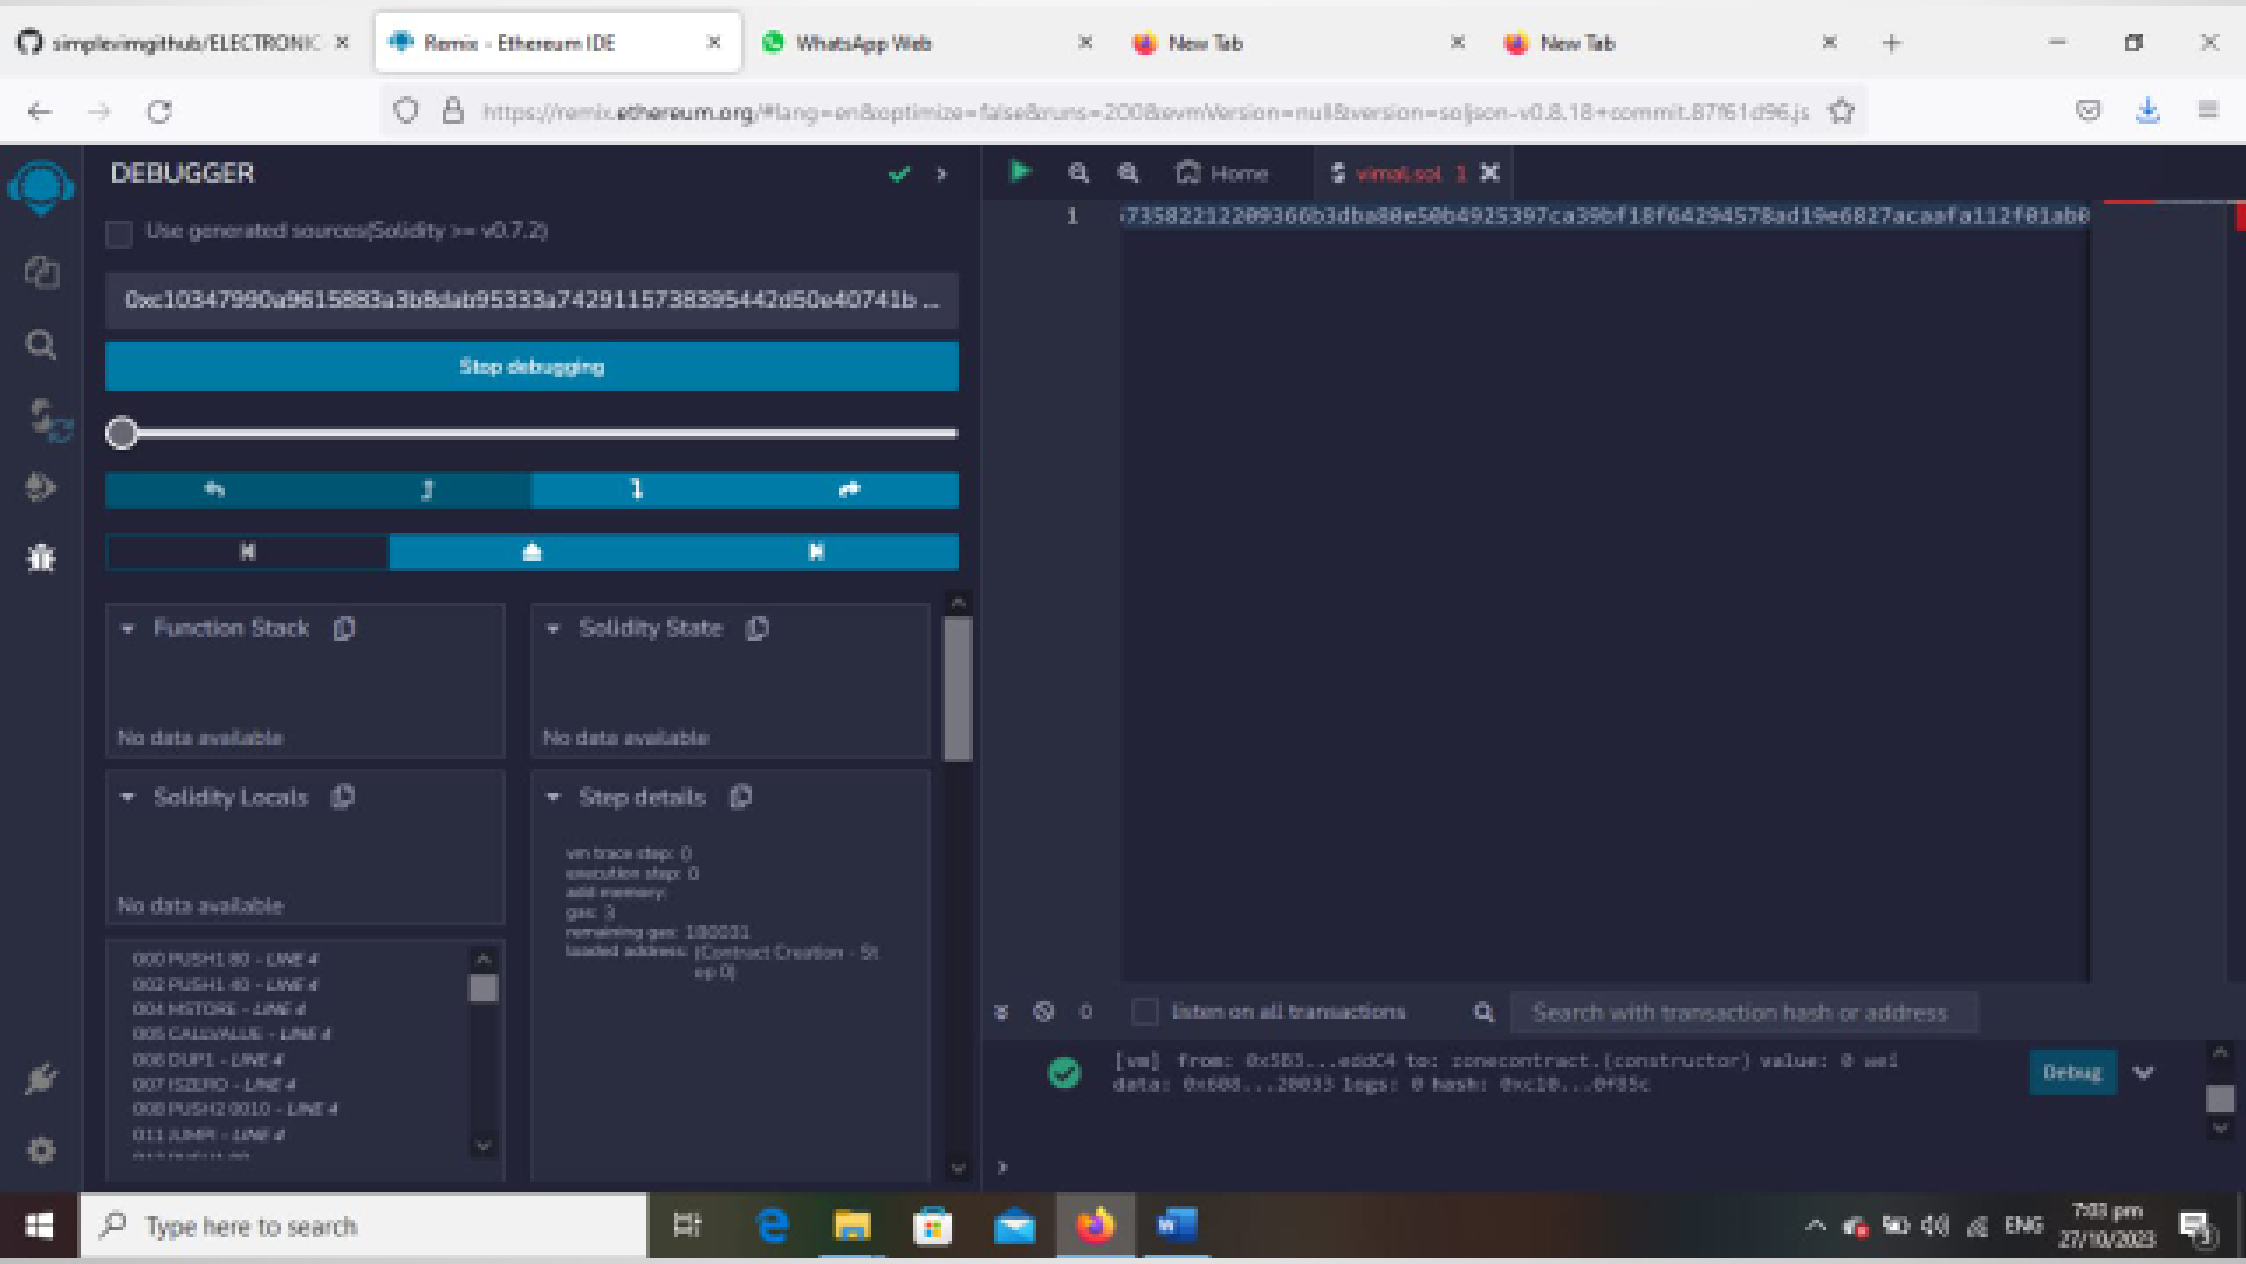 simplevimgithub/ELECTRONIC
Remix - Ethereum IDE
WhatsApp Web
New Tab
New Tab
https://remix.ethereum.org/#lang=en&optimize=false&runs=200&evmVersion=null&version=soljson-v0.8.18+commit.87f61d96.js
DEBUGGER
Use generated sources(Solidity >= v0.7.2)
0xc10347990a9615883a3b8dab95333a7429115738395442d50e40741b ...
Stop debugging
Function Stack
No data available
Solidity State
No data available
Solidity Locals
No data available
Step details
vm trace step: 0
execution step: 0
add memory:
gas: 3
remaining gas:
loaded address: (Contract Creation - St
ep 0)
000 PUSH1 80 - LINE 4
002 PUSH1 40 - LINE 4
004 MSTORE - LINE 4
005 CALLVALUE - LINE 4
006 DUP1 - LINE 4
007 ISZERO - LINE 4
008 PUSH2 0010 - LINE 4
011 JUMPI - LINE 4
Home
vimal.sol 1
1
73582212209366b3dba80e50b4925397ca39bf18f64294578ad19e6827acaafa112f01ab0
0
listen on all transactions
Search with transaction hash or address
[vm] from: 0x5B3...eddC4 to: zonecontract.(constructor) value: 0 wei
data: 0x608...20033 logs: 0 hash: 0xc10...0f85c
Debug
Type here to search
ENG
7:03 pm
27/10/2023
3